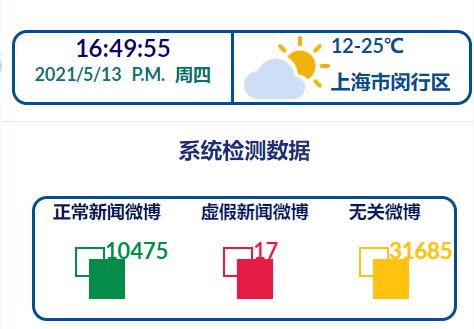 16:49:55
2021/5/13 P.M. 周四
12-25℃
上海市闵行区
系统检测数据
正常新闻微博 虚假新闻微博 无关微博
10475 17 31685